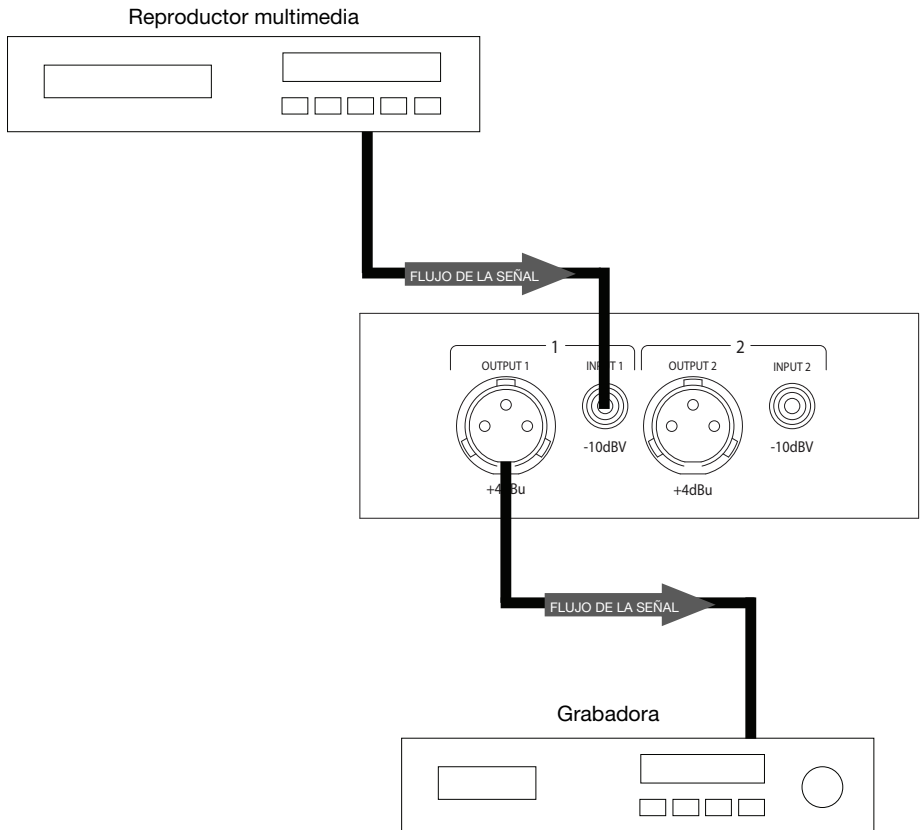 Reproductor multimedia
FLUJO DE LA SEÑAL
1
2
OUTPUT 1
INPUT 1
OUTPUT 2
INPUT 2
-10dBV
-10dBV
+4dBu
+4dBu
FLUJO DE LA SEÑAL
Grabadora